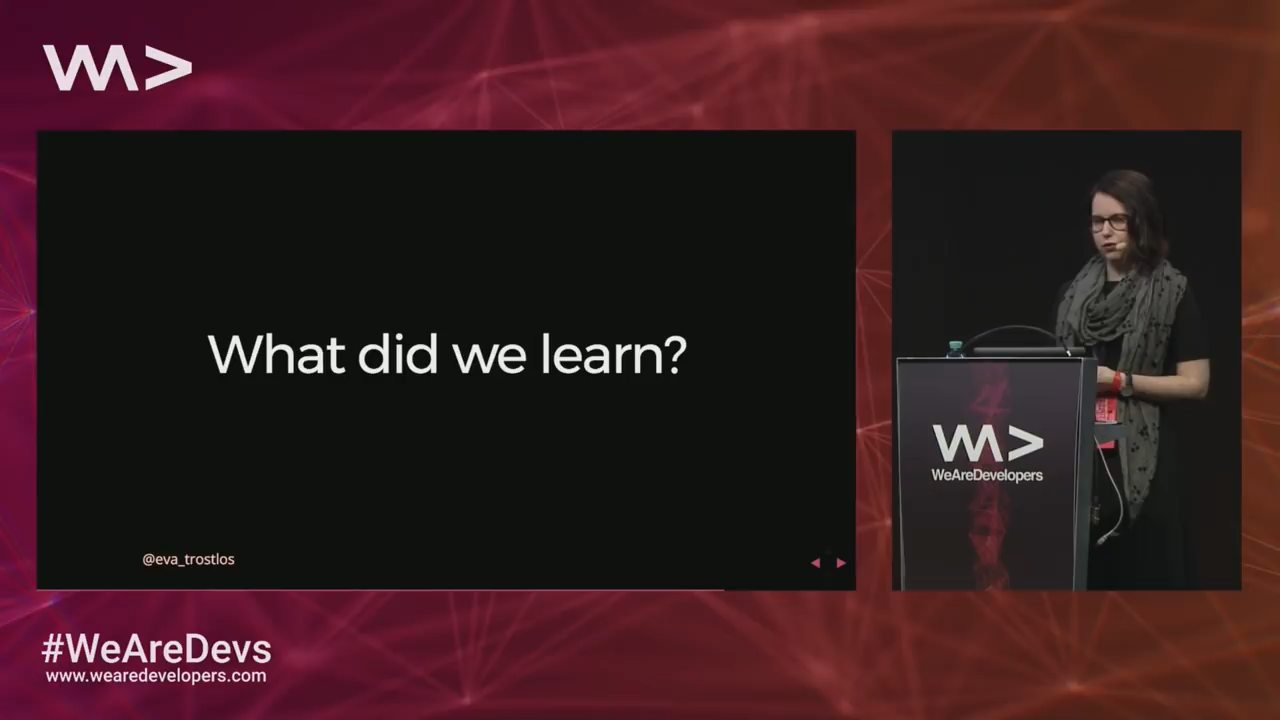 WA>
What did we learn?
@eva_trostlos
WA>
WeAreDevelopers
#WeAreDevs
www.wearedevelopers.com